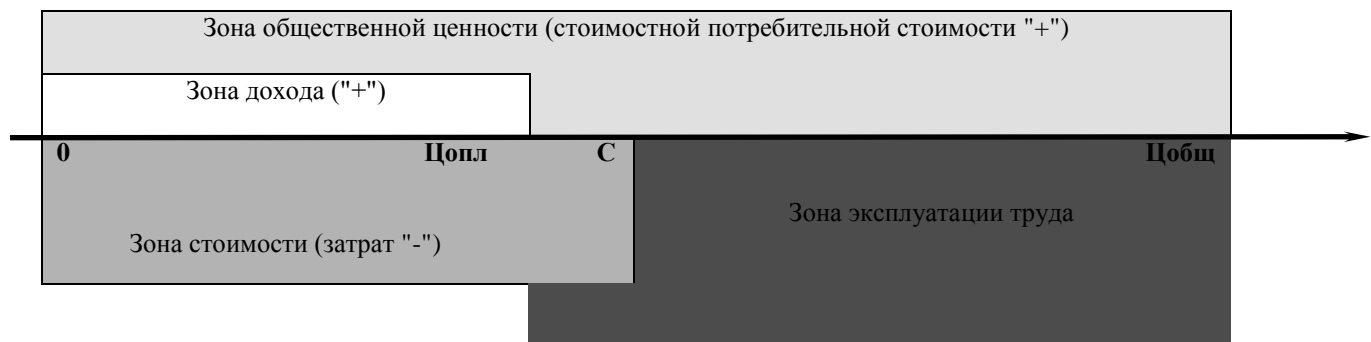 Зона общественной ценности (стоимостной потребительной стоимости "+")
Зона дохода ("+")
0 Цопл С Цобщ
Зона эксплуатации труда
Зона стоимости (затрат "-")